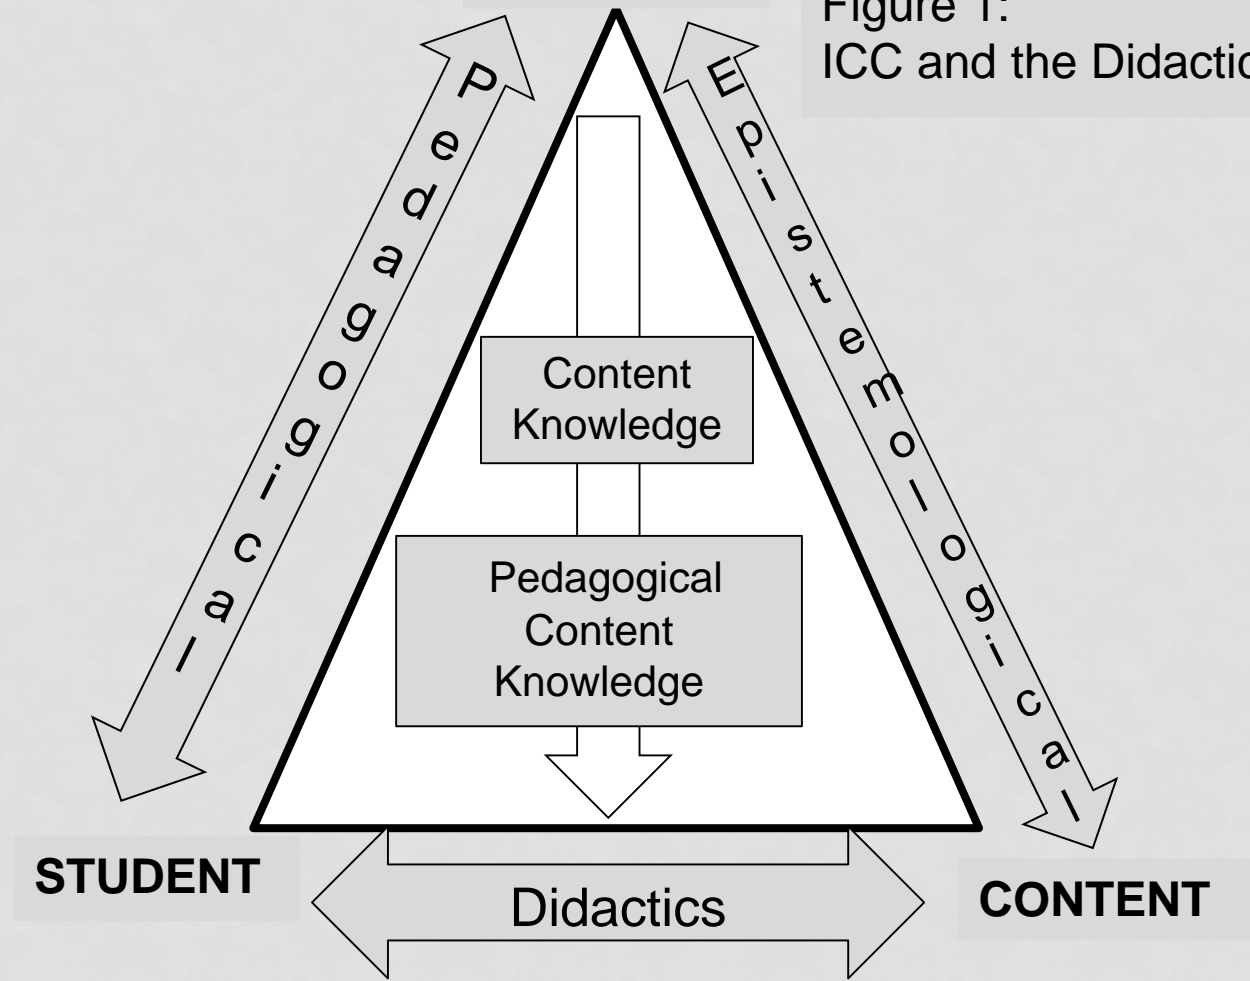 Figure 1:
ICC and the Didactic
Pedagogical
Epistemological
Content
Knowledge
Pedagogical
Content
Knowledge
STUDENT
Didactics
CONTENT